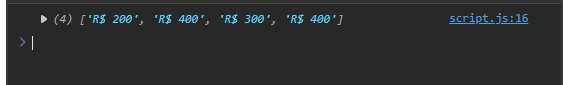 ▶ (4) ['R$ 200', 'R$ 400', 'R$ 300', 'R$ 400'] script.js:16
>